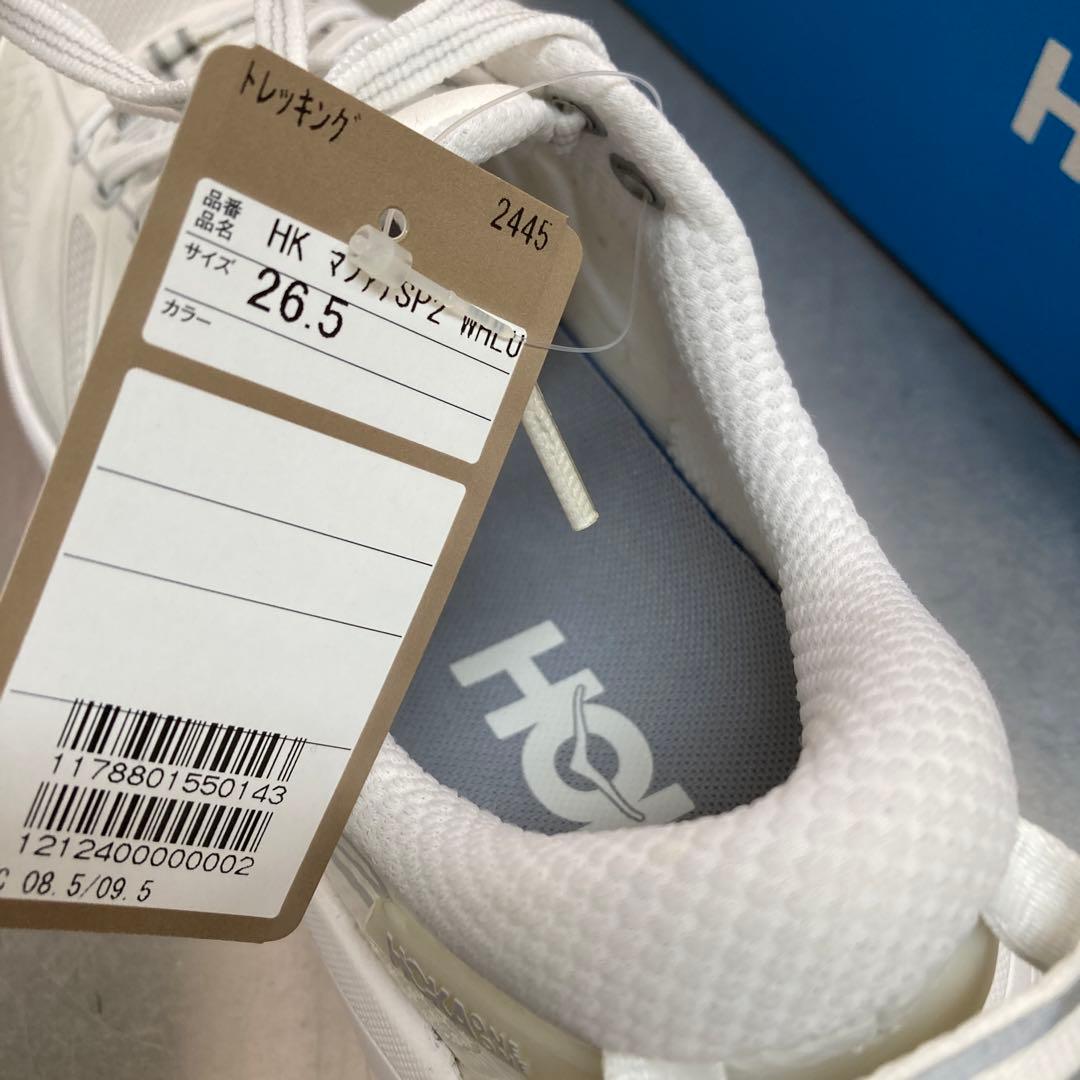 トレッキング
2445
品番
品名 HK マファテSP2 WHLU
サイズ 26.5
カラー
1178801550143
1212400000002
08.5/09.5
HO
H